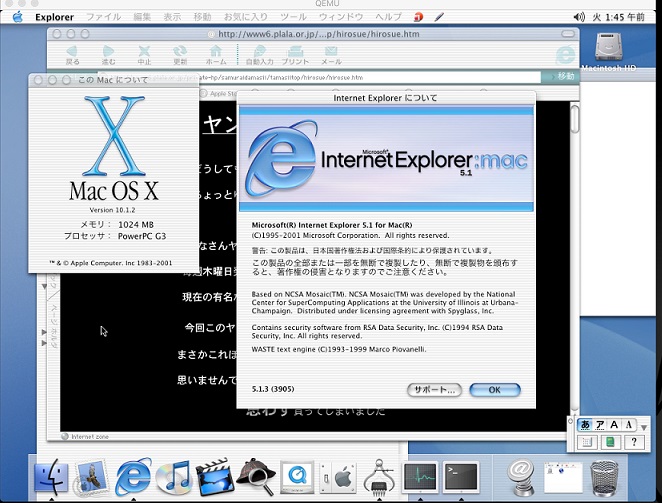 QEMU
Explorer ファイル 編集 表示 移動 お気に入り ツール ウィンドウ ヘルプ
火 1:45 午前
http://www6.plala.or.jp/...p/hirosue/hirosue.htm
戻る 進む 中止 更新 ホーム 自動入力 プリント メール
Macintosh HD
移動
このMac について
Mac OS X
Version 10.1.2
メモリ： 1024 MB
プロセッサ： PowerPC G3
™ & © Apple Computer, Inc 1983-2001
Internet Explorer について
Microsoft
Internet Explorer:mac
5.1
Microsoft(R) Internet Explorer 5.1 for Mac(R)
(C)1995-2001 Microsoft Corporation. All rights reserved.
警告: この製品は、日本国著作権法および国際条約により保護されています。
この製品の全部または一部を無断で複製したり、無断で複製物を頒布す
ると、著作権の侵害となりますのでご注意ください。
Based on NCSA Mosaic(TM). NCSA Mosaic(TM) was developed by the National
Center for SuperComputing Applications at the University of Illinois at Urbana-
Champaign. Distributed under licensing agreement with Spyglass, Inc.
Contains security software from RSA Data Security, Inc. (C)1994 RSA Data
Security, Inc. All rights reserved.
WASTE text engine (C)1993-1999 Marco Piovanelli.
5.1.3 (3905)
サポート...
OK
ヤン
どうして
ちょっと
なさんヤ
毎週木曜日
現在の有名
今回このヤ
まさかこれほ
思いませんで
思わず買ってしまいました
ページ ホルダ
Internet zone
あ ア A A
?